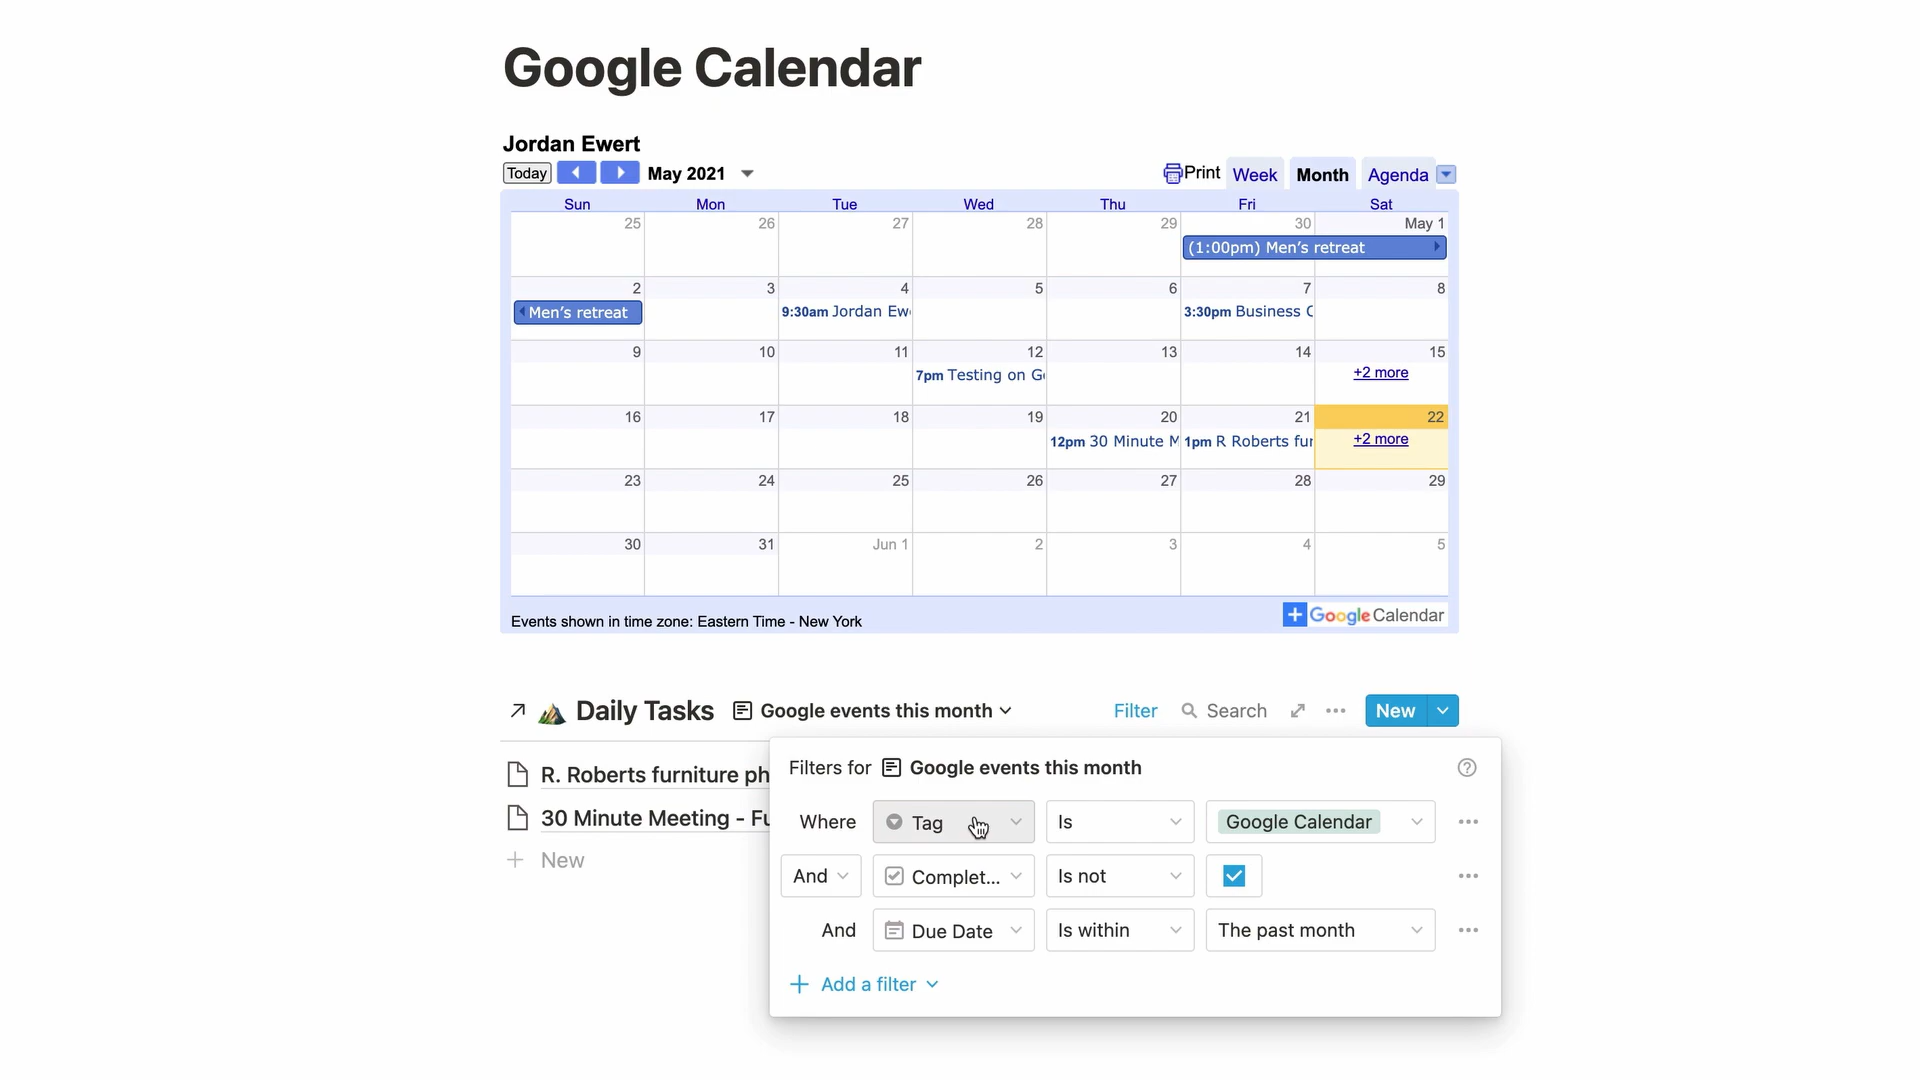 Google Calendar
Jordan Ewert
Today May 2021 Print Week Month Agenda
Sun Mon Tue Wed Thu Fri Sat
25 26 27 28 29 30 May 1
(1:00pm) Men's retreat
2 3 4 5 6 7 8
Men's retreat 9:30am Jordan Ew 3:30pm Business
9 10 11 12 13 14 15
7pm Testing on +2 more
16 17 18 19 20 21 22
12pm 30 Minute M 1pm R Roberts fur +2 more
23 24 25 26 27 28 29
30 31 Jun 1 2 3 4 5
Events shown in time zone: Eastern Time - New York
Google Calendar
Daily Tasks Google events this month Filter Search New
Filters for Google events this month
R. Roberts furniture ph
30 Minute Meeting - Fu
New
Where Tag Is Google Calendar
And Complet... Is not
And Due Date Is within The past month
Add a filter